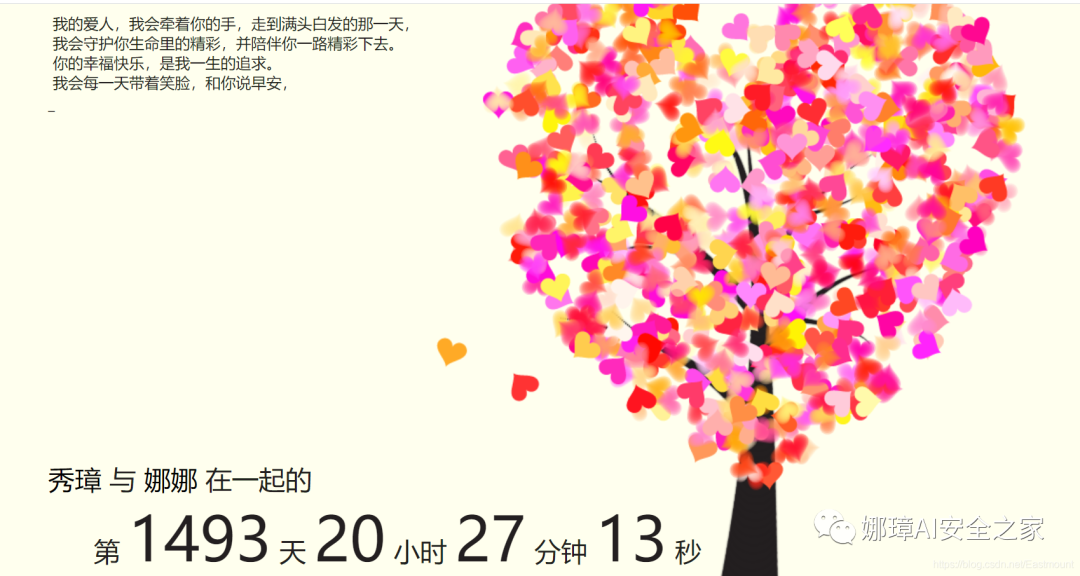 我的爱人，我会牵着你的手，走到满头白发的那一天，
我会守护你生命里的精彩，并陪伴你一路精彩下去。
你的幸福快乐，是我一生的追求。
我会每一天带着笑脸，和你说早安，
_
秀璋 与 娜娜 在一起的
第 1493 天 20 小时 27 分钟 13 秒
娜璋AI安全之家
https://blog.csdn.net/Eastmount